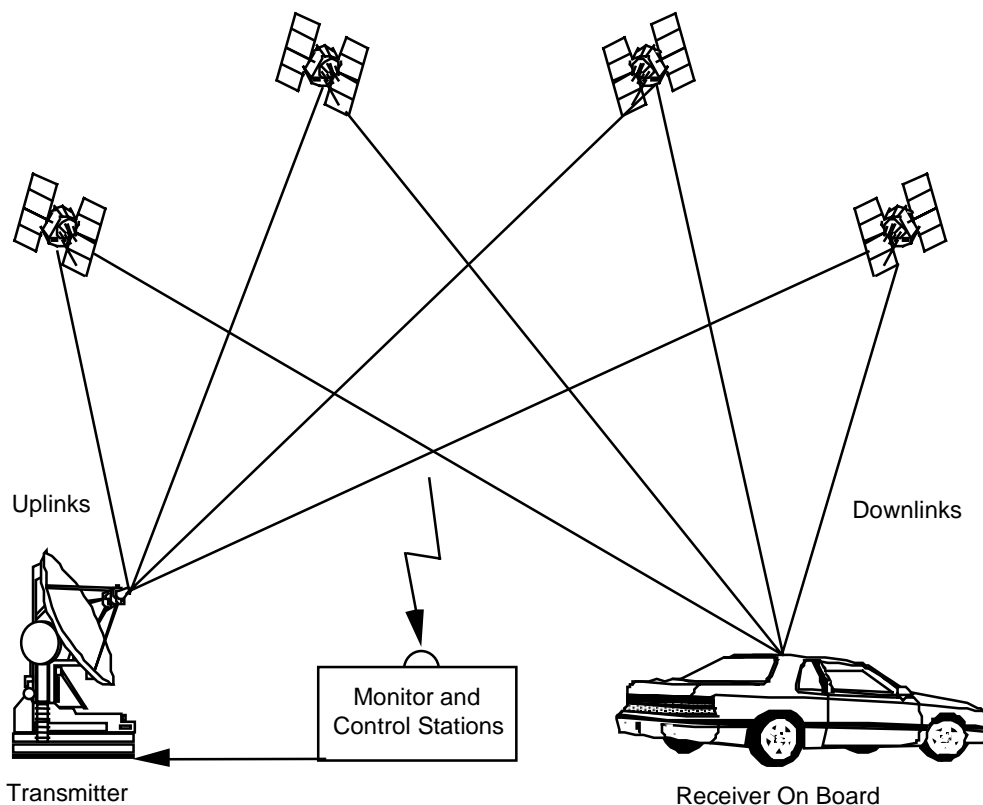 Uplinks
Downlinks
Monitor and
Control Stations
Transmitter
Receiver On Board